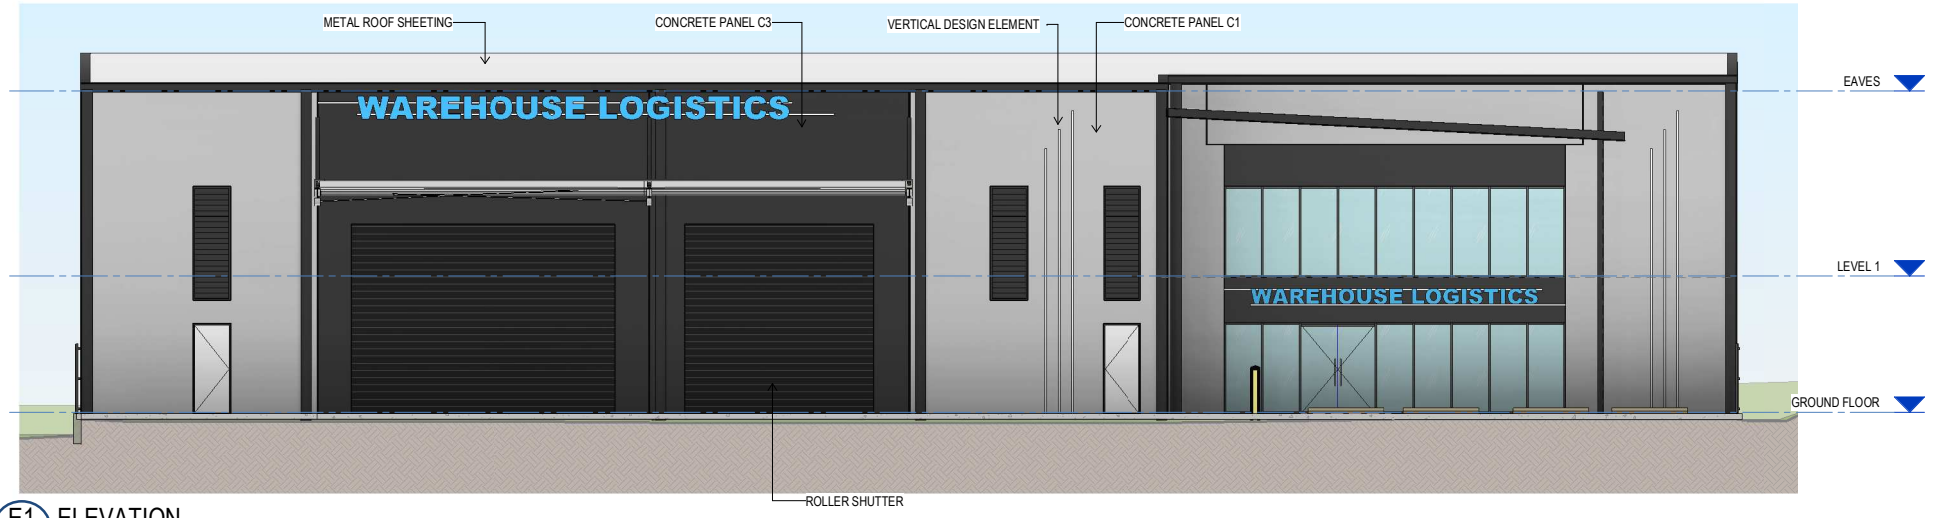 METAL ROOF SHEETING
CONCRETE PANEL C3
VERTICAL DESIGN ELEMENT
CONCRETE PANEL C1
EAVES
WAREHOUSE LOGISTICS
LEVEL 1
WAREHOUSE LOGISTICS
GROUND FLOOR
ROLLER SHUTTER
E1 ELEVATION